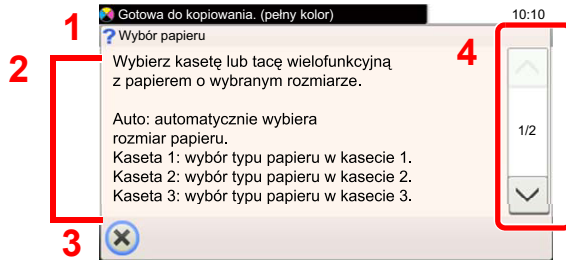 Gotowa do kopiowania. (pełny kolor) 10:10
1
? Wybór papieru
2
Wybierz kasetę lub tacę wielofunkcyjną
z papierem o wybranym rozmiarze.
4
Auto: automatycznie wybiera
rozmiar papieru.
1/2
Kaseta 1: wybór typu papieru w kasecie 1.
Kaseta 2: wybór typu papieru w kasecie 2.
Kaseta 3: wybór typu papieru w kasecie 3.
3